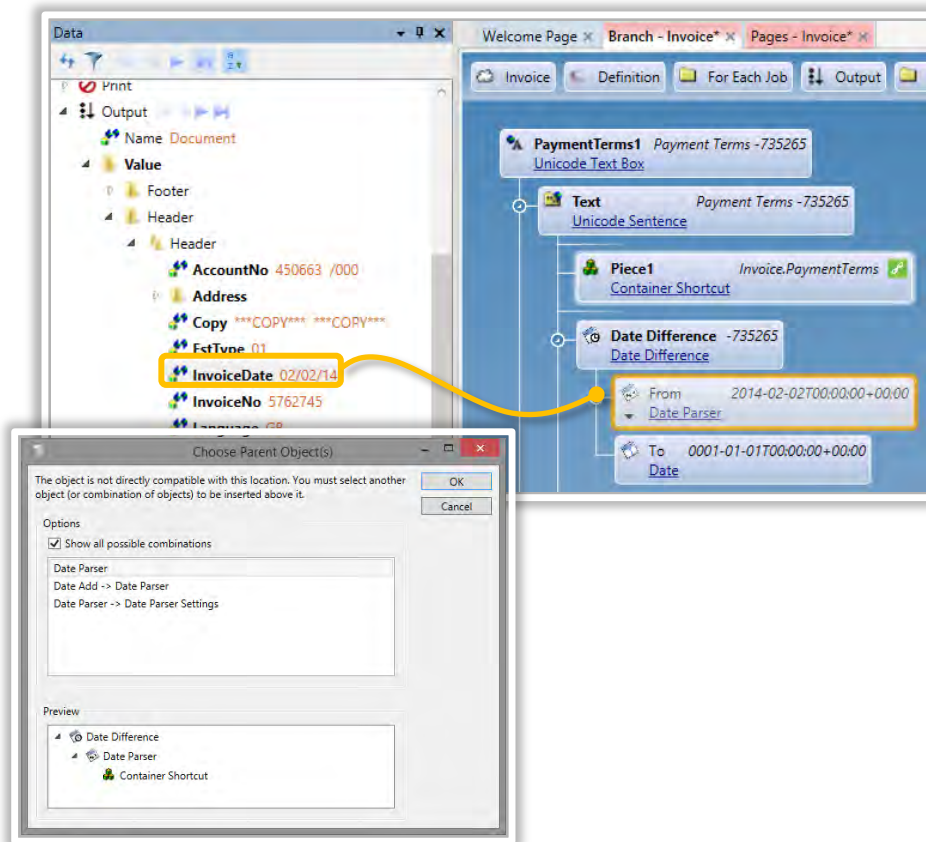 Data
Print
Output
Name Document
Value
Footer
Header
Header
AccountNo 450663 /000
Address
Copy ***COPY*** ***COPY***
FstType 01
InvoiceDate 02/02/14
InvoiceNo 5762745
Language GB
Welcome Page Branch - Invoice* Pages - Invoice*
Invoice Definition For Each Job Output
PaymentTerms1 Payment Terms -735265
Unicode Text Box
Text Payment Terms -735265
Unicode Sentence
Piece1 Invoice.PaymentTerms
Container Shortcut
Date Difference -735265
Date Difference
From 2014-02-02T00:00:00+00:00
Date Parser
To 0001-01-01T00:00:00+00:00
Date
Choose Parent Object(s)
The object is not directly compatible with this location. You must select another
object (or combination of objects) to be inserted above it.
OK
Cancel
Options
Show all possible combinations
Date Parser
Date Add -> Date Parser
Date Parser -> Date Parser Settings
Preview
Date Difference
Date Parser
Container Shortcut